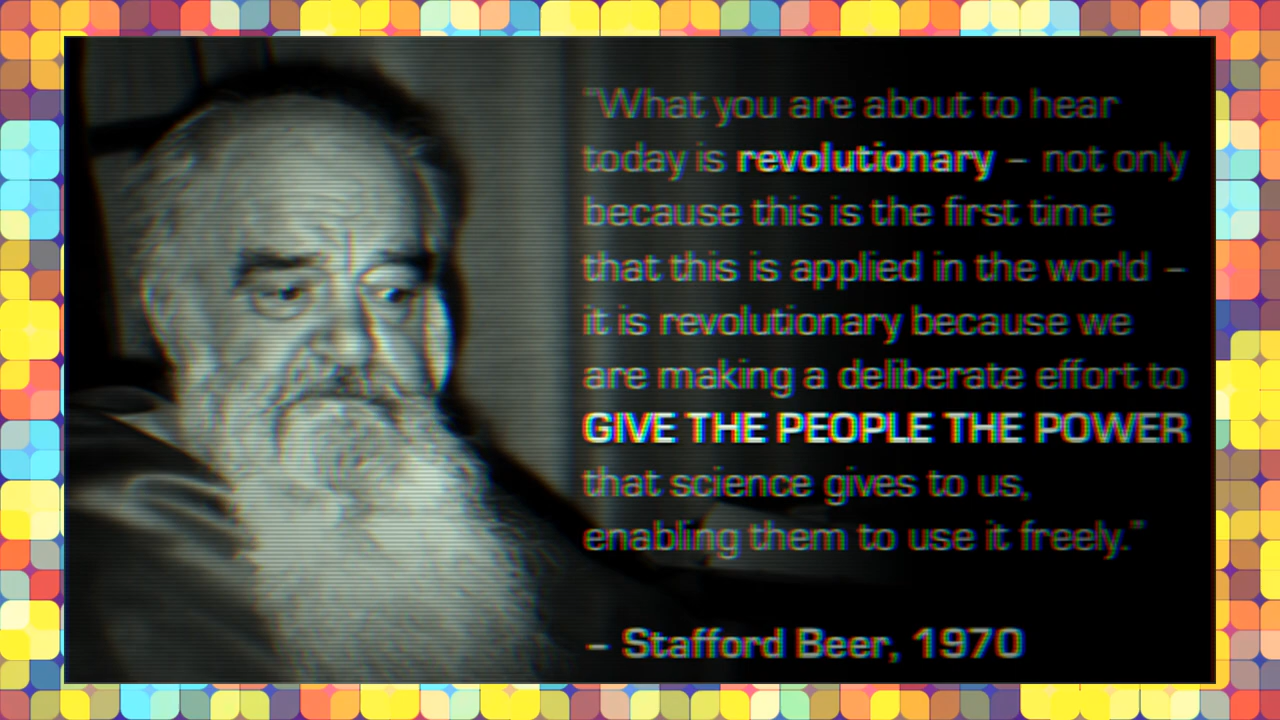 "What you are about to hear
today is revolutionary – not only
because this is the first time
that this is applied in the world –
it is revolutionary because we
are making a deliberate effort to
GIVE THE PEOPLE THE POWER
that science gives to us,
enabling them to use it freely."
– Stafford Beer, 1970